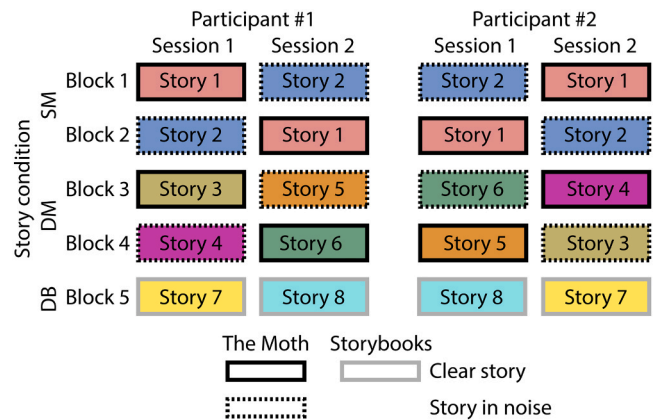 Participant #1 Participant #2
Session 1 Session 2 Session 1 Session 2
Story condition
SM
DM
DB
Block 1 Story 1 Story 2 Story 2 Story 1
Block 2 Story 2 Story 1 Story 1 Story 2
Block 3 Story 3 Story 5 Story 6 Story 4
Block 4 Story 4 Story 6 Story 5 Story 3
Block 5 Story 7 Story 8 Story 8 Story 7
The Moth Storybooks
Clear story
Story in noise